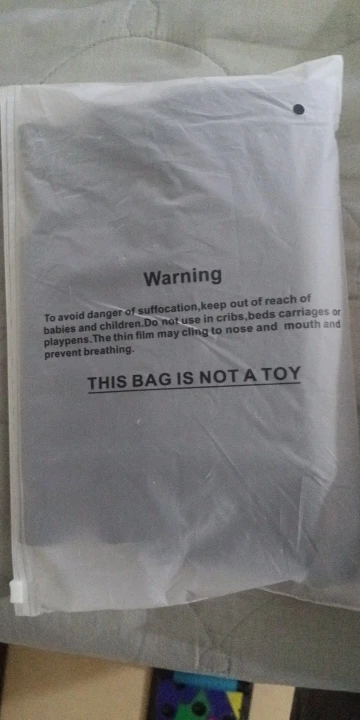 Warning
To avoid danger of suffocation,keep out of reach of
babies and children.Do not use in cribs,beds carriages or
playpens.The thin film may cling to nose and mouth and
prevent breathing.
THIS BAG IS NOT A TOY